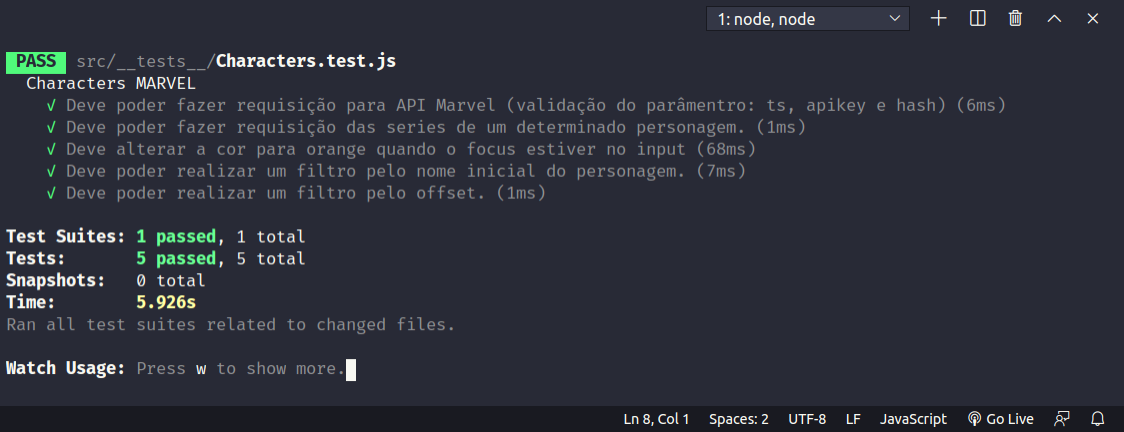 1: node, node
PASS src/__tests__/Characters.test.js
Characters MARVEL
√ Deve poder fazer requisição para API Marvel (validação do parâmentro: ts, apikey e hash) (6ms)
√ Deve poder fazer requisição das series de um determinado personagem. (1ms)
√ Deve alterar a cor para orange quando o focus estiver no input (68ms)
√ Deve poder realizar um filtro pelo nome inicial do personagem. (7ms)
√ Deve poder realizar um filtro pelo offset. (1ms)
Test Suites: 1 passed, 1 total
Tests: 5 passed, 5 total
Snapshots: 0 total
Time: 5.926s
Ran all test suites related to changed files.
Watch Usage: Press w to show more.
Ln 8, Col 1 Spaces: 2 UTF-8 LF JavaScript Go Live